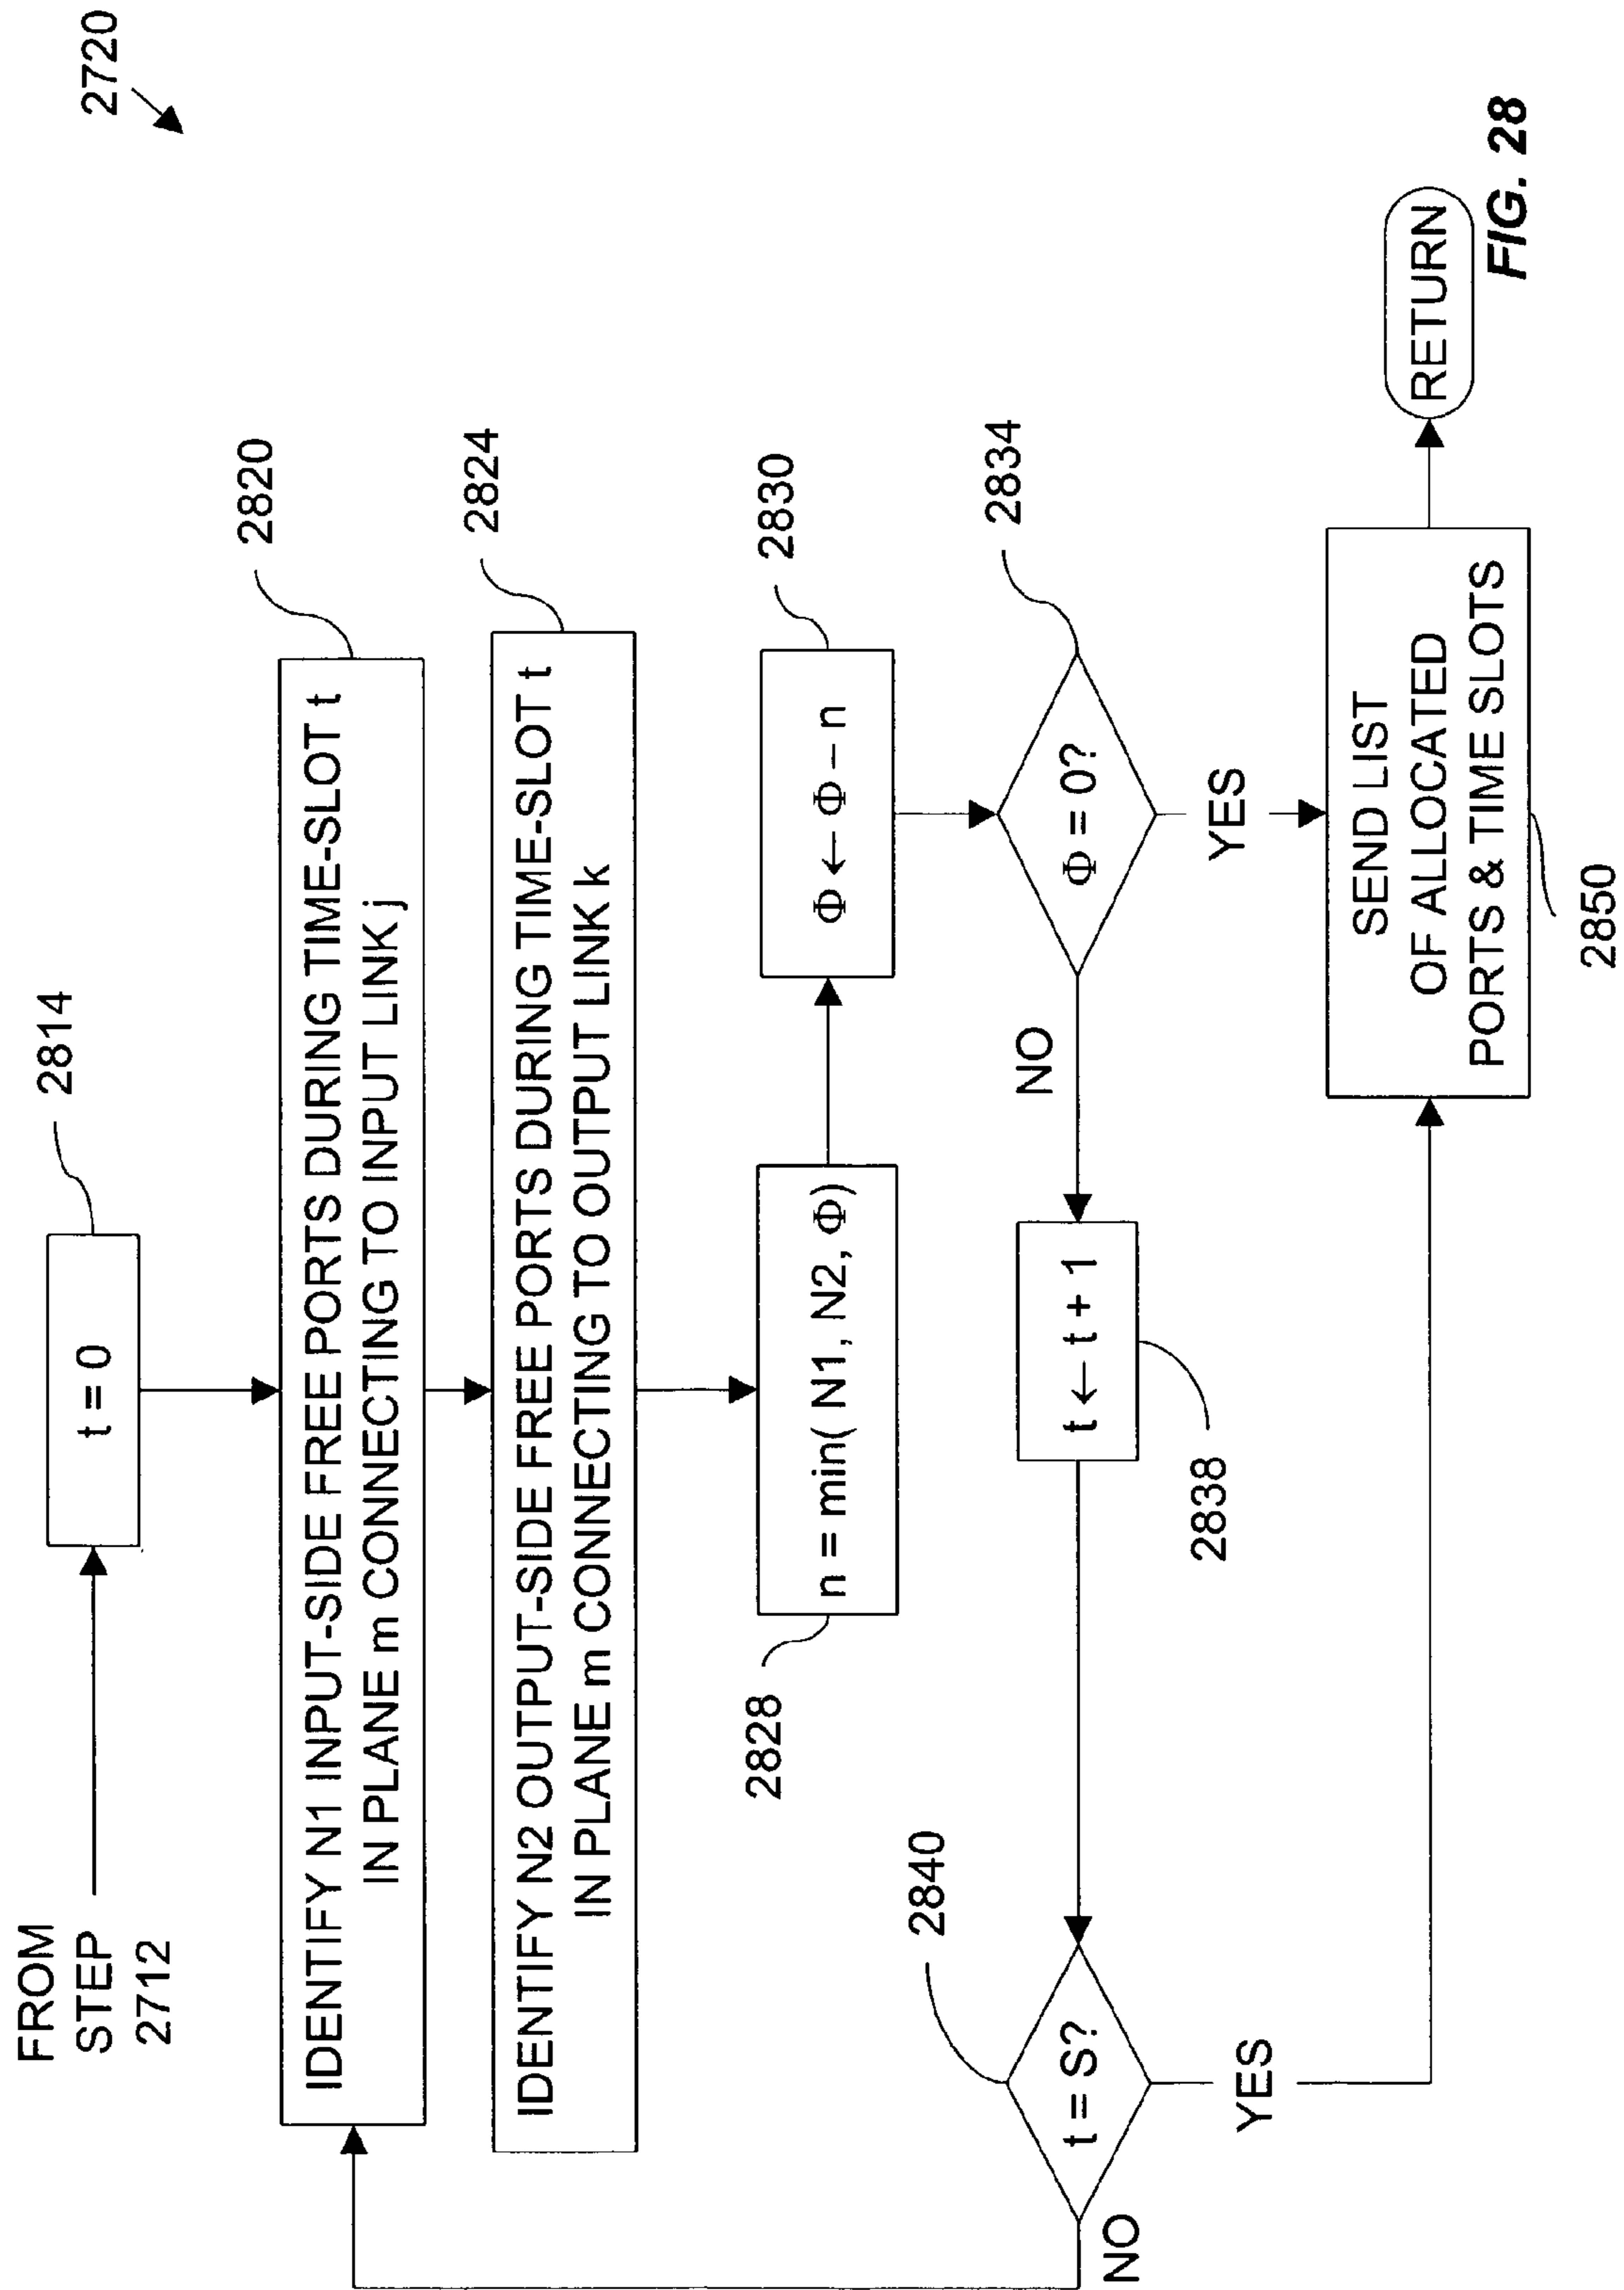 2720
FROM
STEP
2712
t = 0
2814
IDENTIFY N1 INPUT-SIDE FREE PORTS DURING TIME-SLOT t
IN PLANE m CONNECTING TO INPUT LINK j
2820
IDENTIFY N2 OUTPUT-SIDE FREE PORTS DURING TIME-SLOT t
IN PLANE m CONNECTING TO OUTPUT LINK k
2824
n = min( N1, N2, Φ)
2828
Φ ← Φ – n
2830
Φ = 0?
2834
NO
YES
t ← t + 1
2838
t = S?
2840
NO
YES
SEND LIST
OF ALLOCATED
PORTS & TIME SLOTS
2850
RETURN
FIG. 28